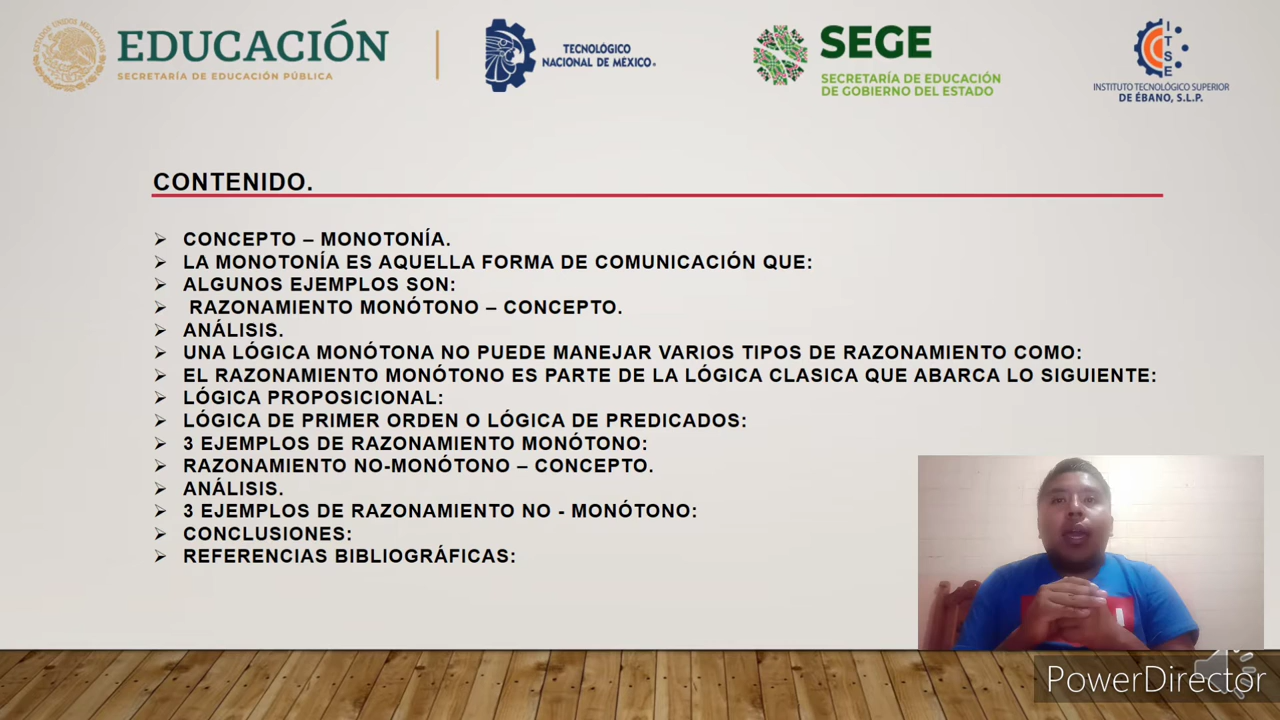 EDUCACIÓN
SECRETARÍA DE EDUCACIÓN PÚBLICA
TECNOLÓGICO
NACIONAL DE MÉXICO
SEGE
SECRETARÍA DE EDUCACIÓN
DE GOBIERNO DEL ESTADO
ITSE
INSTITUTO TECNOLÓGICO SUPERIOR
DE ÉBANO, S.L.P.
CONTENIDO.
CONCEPTO – MONOTONÍA.
LA MONOTONÍA ES AQUELLA FORMA DE COMUNICACIÓN QUE:
ALGUNOS EJEMPLOS SON:
RAZONAMIENTO MONÓTONO – CONCEPTO.
ANÁLISIS.
UNA LÓGICA MONÓTONA NO PUEDE MANEJAR VARIOS TIPOS DE RAZONAMIENTO COMO:
EL RAZONAMIENTO MONÓTONO ES PARTE DE LA LÓGICA CLASICA QUE ABARCA LO SIGUIENTE:
LÓGICA PROPOSICIONAL:
LÓGICA DE PRIMER ORDEN O LÓGICA DE PREDICADOS:
3 EJEMPLOS DE RAZONAMIENTO MONÓTONO:
RAZONAMIENTO NO-MONÓTONO – CONCEPTO.
ANÁLISIS.
3 EJEMPLOS DE RAZONAMIENTO NO - MONÓTONO:
CONCLUSIONES:
REFERENCIAS BIBLIOGRÁFICAS:
PowerDirector